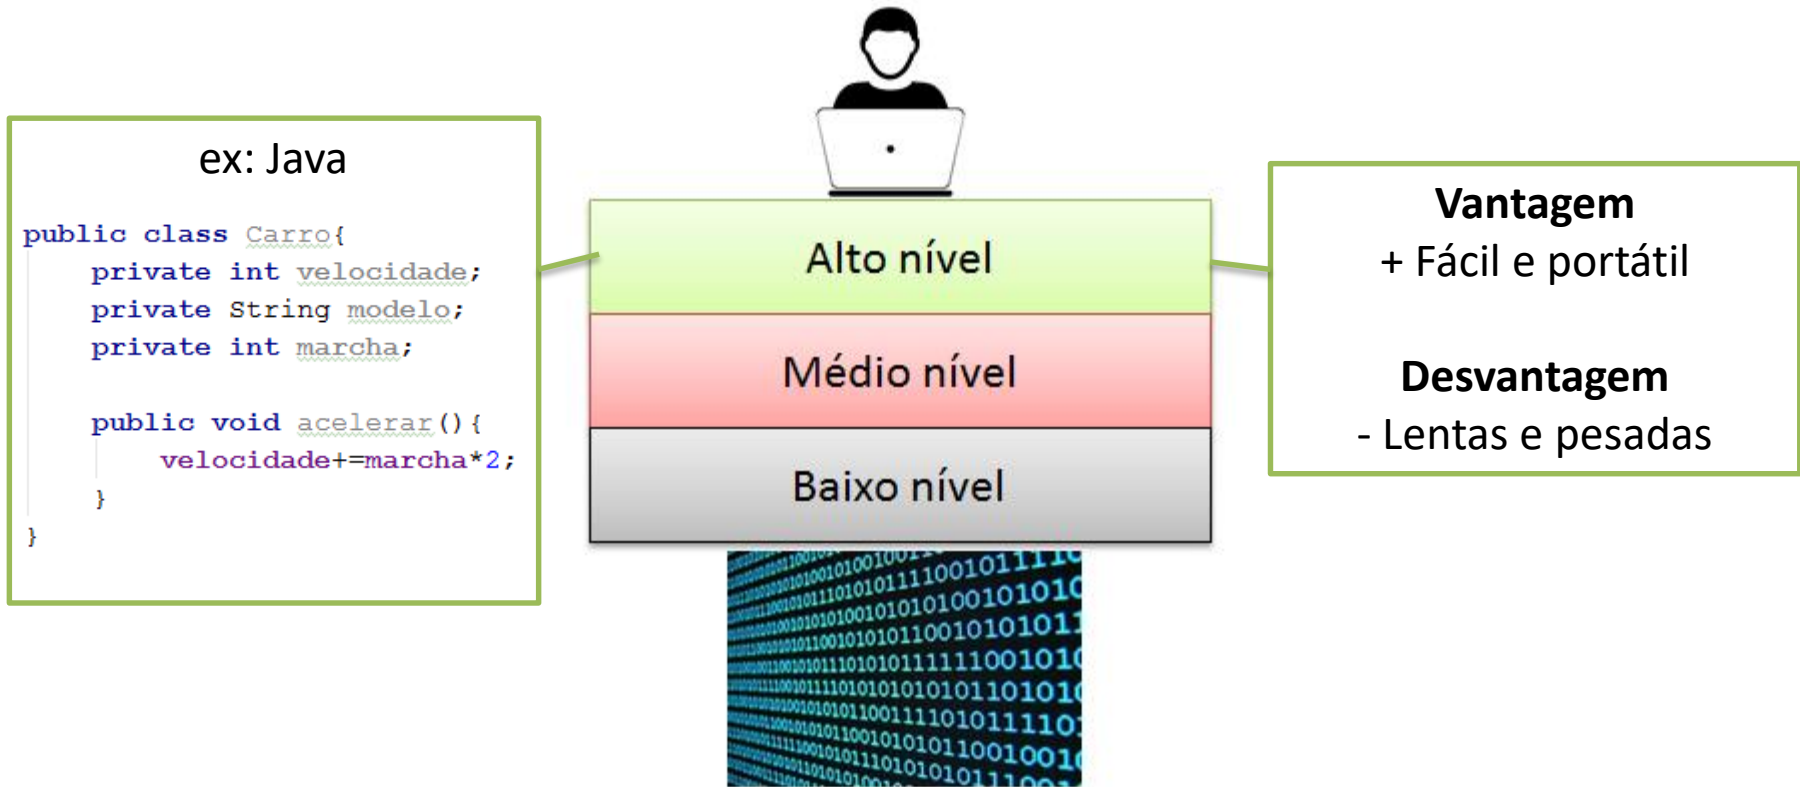 ex: Java
public class Carro{
private int velocidade;
private String modelo;
private int marcha;
public void acelerar(){
velocidade+=marcha*2;
}
}
Alto nível
Médio nível
Baixo nível
Vantagem
+ Fácil e portátil
Desvantagem
- Lentas e pesadas